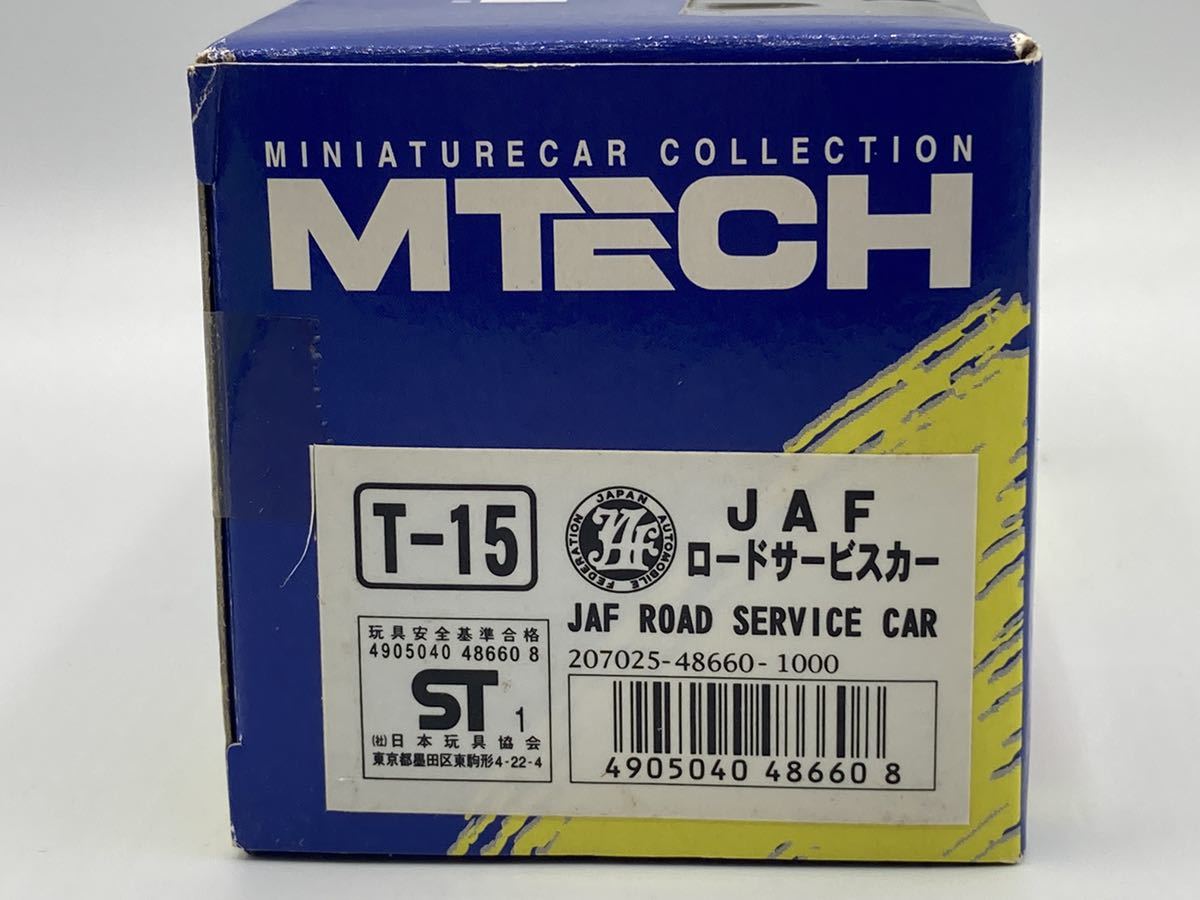 MINIATURECAR COLLECTION
MTECH
T-15
JAPAN AUTOMOBILE FEDERATION
JAF
JAF
ロードサービスカー
JAF ROAD SERVICE CAR
207025-48660-1000
玩具安全基準合格
4905040 48660 8
ST 1
(社)日本玩具協会
東京都墨田区東駒形4-22-4
4905040 48660 8